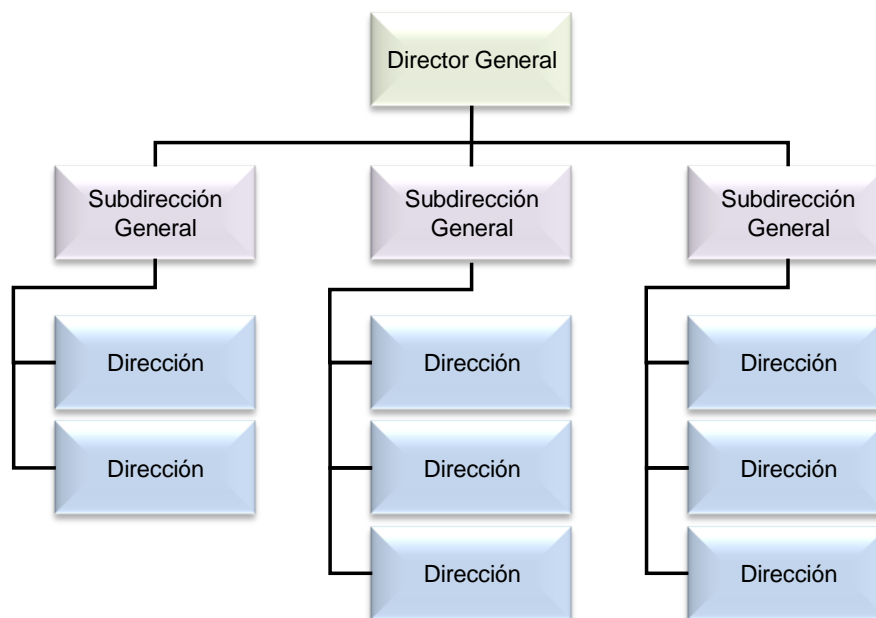 Director General
Subdirección
General
Subdirección
General
Subdirección
General
Dirección
Dirección
Dirección
Dirección
Dirección
Dirección
Dirección
Dirección